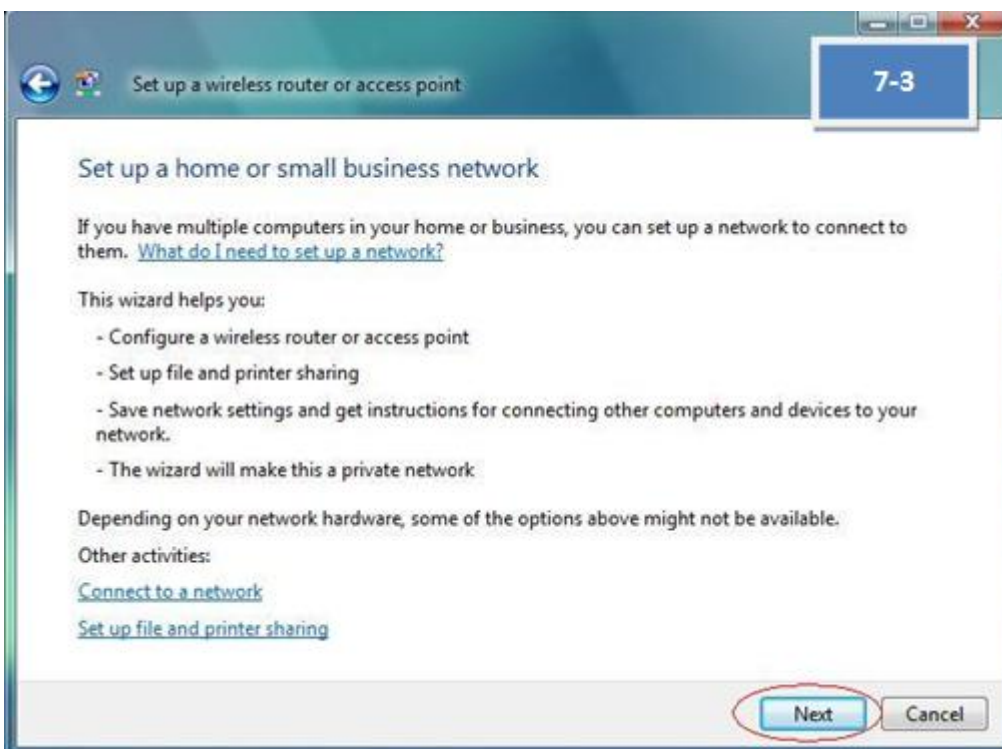 Set up a wireless router or access point
7-3
Set up a home or small business network
If you have multiple computers in your home or business, you can set up a network to connect to
them. What do I need to set up a network?
This wizard helps you:
- Configure a wireless router or access point
- Set up file and printer sharing
- Save network settings and get instructions for connecting other computers and devices to your
network.
- The wizard will make this a private network
Depending on your network hardware, some of the options above might not be available.
Other activities:
Connect to a network
Set up file and printer sharing
Next
Cancel